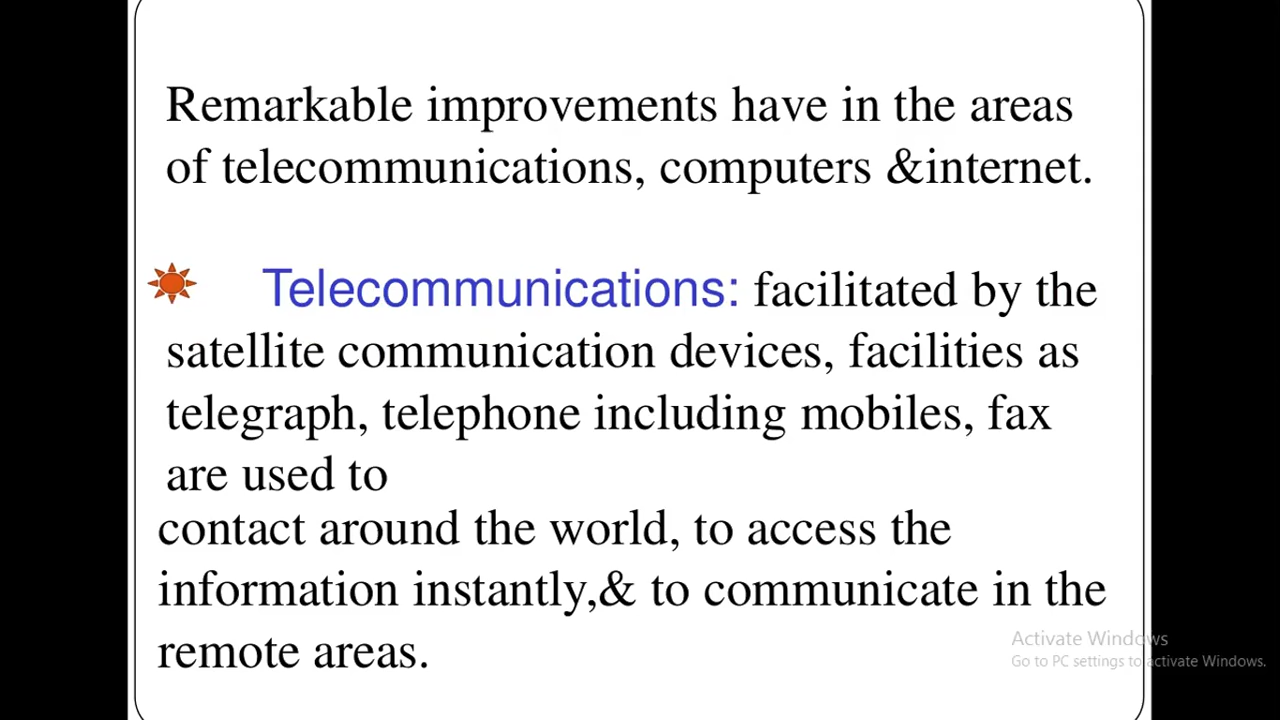 Remarkable improvements have in the areas
of telecommunications, computers &internet.
Telecommunications: facilitated by the
satellite communication devices, facilities as
telegraph, telephone including mobiles, fax
are used to
contact around the world, to access the
information instantly,& to communicate in the
remote areas.
Activate Windows
Go to PC settings to activate Windows.